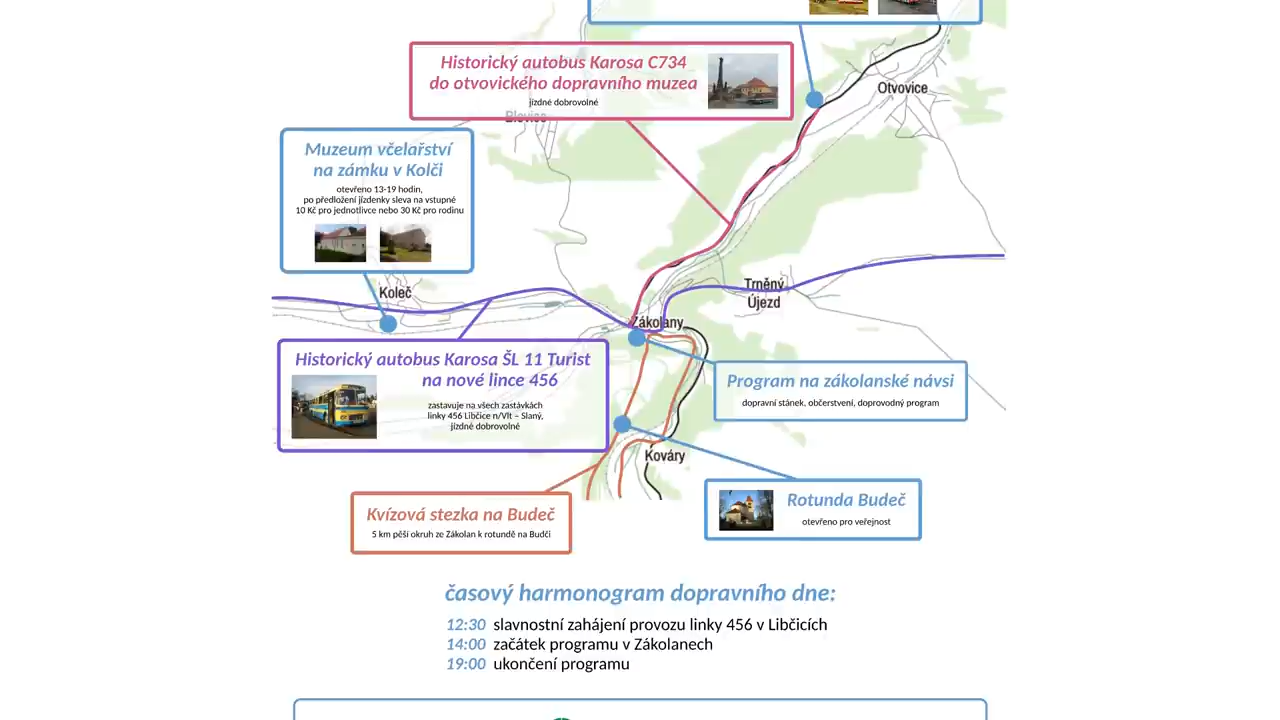 Historický autobus Karosa C734
do otvovického dopravního muzea
jízdné dobrovolné
Otvovice
Blevice
Muzeum včelařství
na zámku v Kolči
otevřeno 13-19 hodin,
po předložení jízdenky sleva na vstupné
10 Kč pro jednotlivce nebo 30 Kč pro rodinu
Koleč
Trněný
Újezd
Zákolany
Historický autobus Karosa ŠL 11 Turist
na nové lince 456
zastavuje na všech zastávkách
linky 456 Libčice n/Vlt – Slaný,
jízdné dobrovolné
Program na zákolanské návsi
dopravní stánek, občerstvení, doprovodný program
Kováry
Kvízová stezka na Budeč
5 km pěší okruh ze Zákolan k rotundě na Budči
Rotunda Budeč
otevřeno pro veřejnost
časový harmonogram dopravního dne:
12:30 slavnostní zahájení provozu linky 456 v Libčicích
14:00 začátek programu v Zákolanech
19:00 ukončení programu